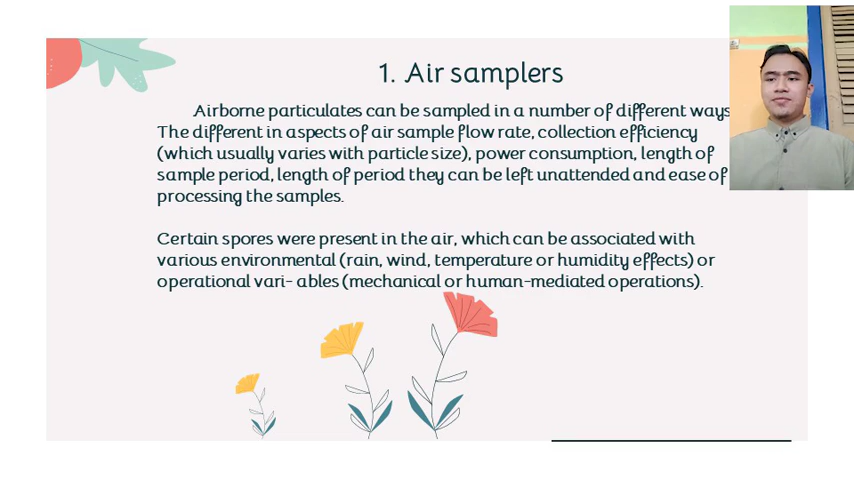 1. Air samplers
Airborne particulates can be sampled in a number of different ways
The different in aspects of air sample flow rate, collection efficiency
(which usually varies with particle size), power consumption, length of
sample period, length of period they can be left unattended and ease of
processing the samples.
Certain spores were present in the air, which can be associated with
various environmental (rain, wind, temperature or humidity effects) or
operational vari- ables (mechanical or human-mediated operations).